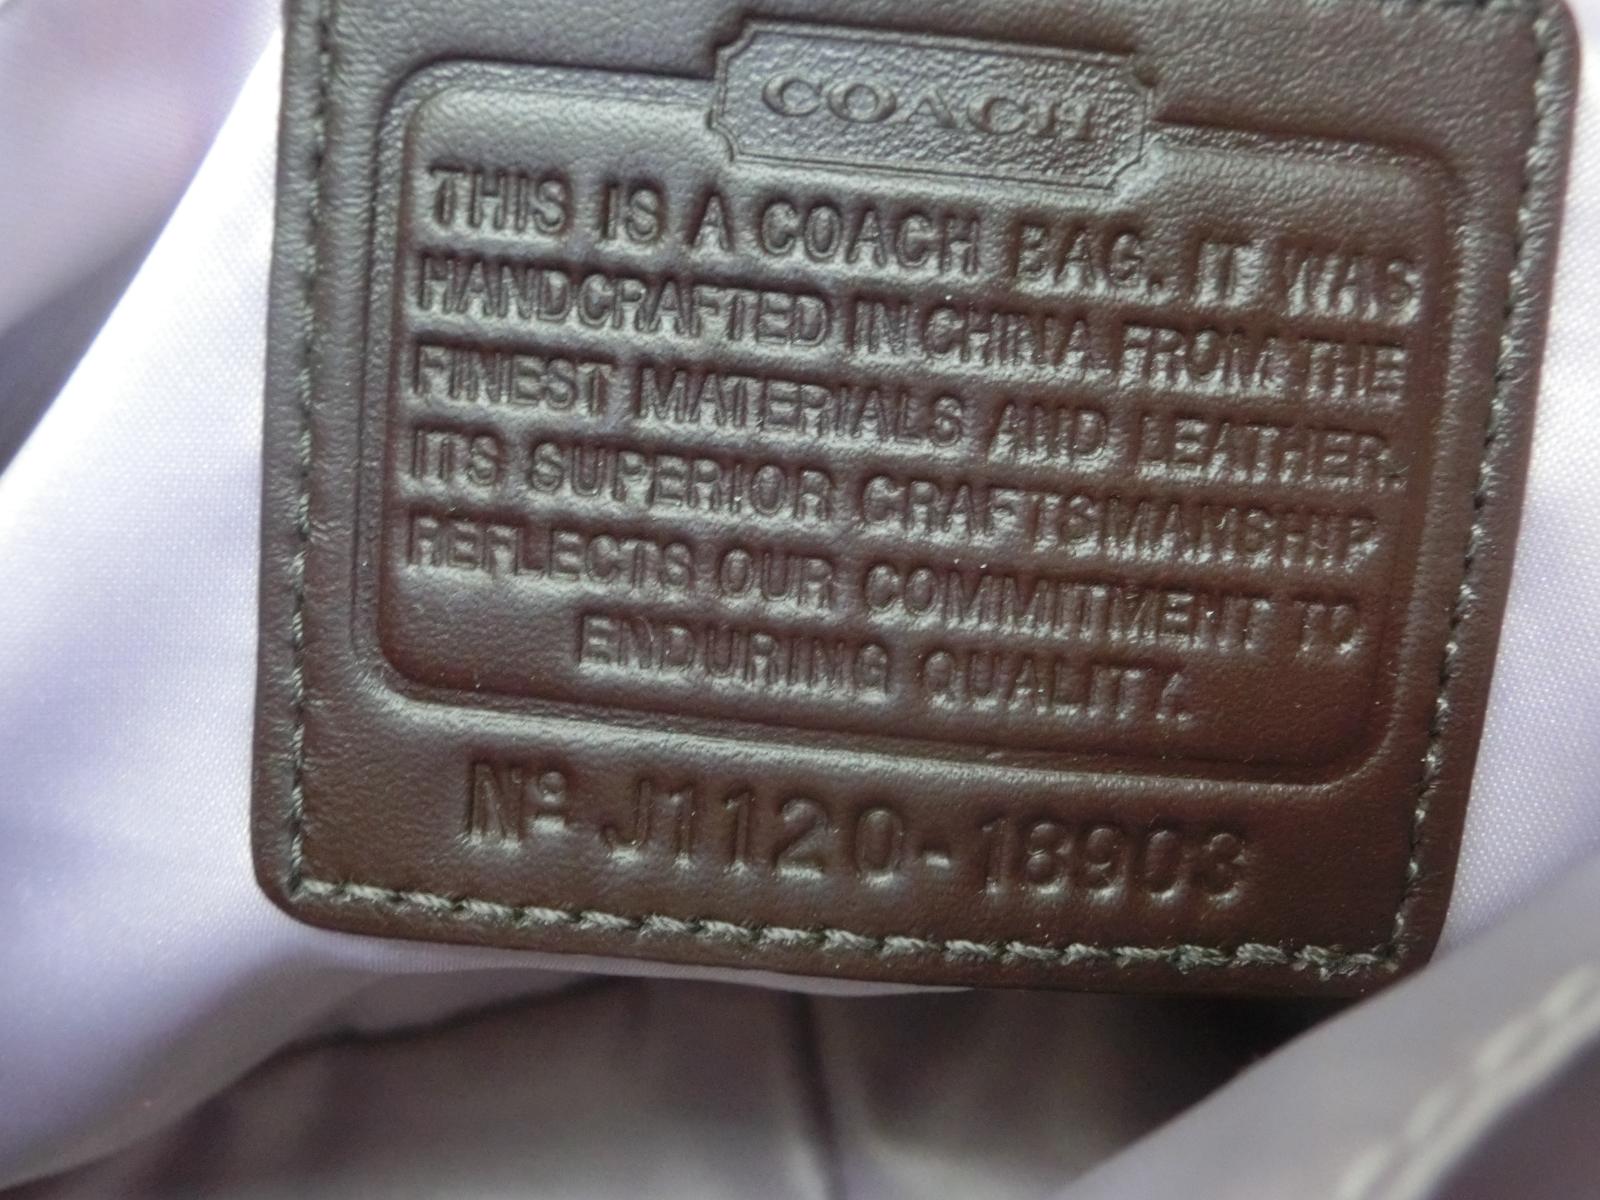 COACH
THIS IS A COACH BAG. IT WAS
HANDCRAFTED IN CHINA FROM THE
FINEST MATERIALS AND LEATHER.
ITS SUPERIOR CRAFTSMANSHIP
REFLECTS OUR COMMITMENT TO
ENDURING QUALITY.
Nº J1120-18903